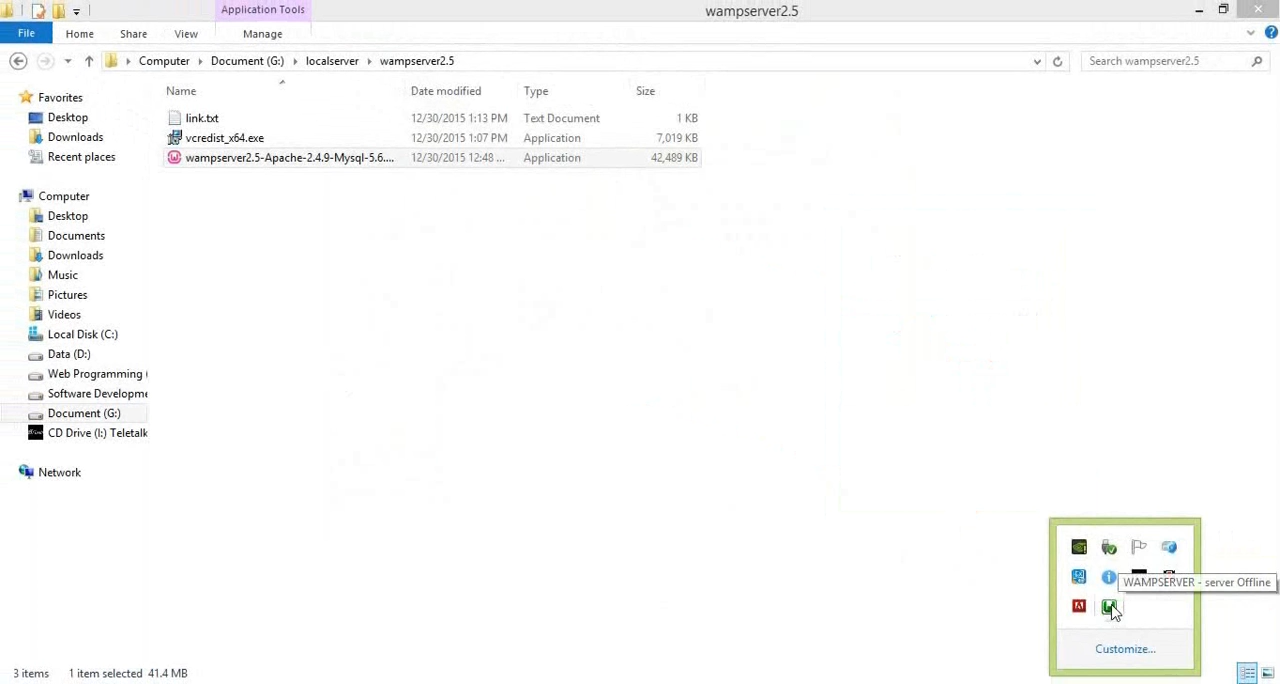 Application Tools
wampserver2.5
File
Home
Share
View
Manage
Computer
Document (G:)
localserver
wampserver2.5
Search wampserver2.5
Name
Date modified
Type
Size
link.txt
12/30/2015 1:13 PM
Text Document
1 KB
vcredist_x64.exe
12/30/2015 1:07 PM
Application
7,019 KB
wampserver2.5-Apache-2.4.9-Mysql-5.6....
12/30/2015 12:48 ...
Application
42,489 KB
Favorites
Desktop
Downloads
Recent places
Computer
Desktop
Documents
Downloads
Music
Pictures
Videos
Local Disk (C:)
Data (D:)
Web Programming (
Software Developme
Document (G:)
CD Drive (I:) Teletalk
Network
WAMPSERVER - server Offline
Customize...
3 items
1 item selected 41.4 MB